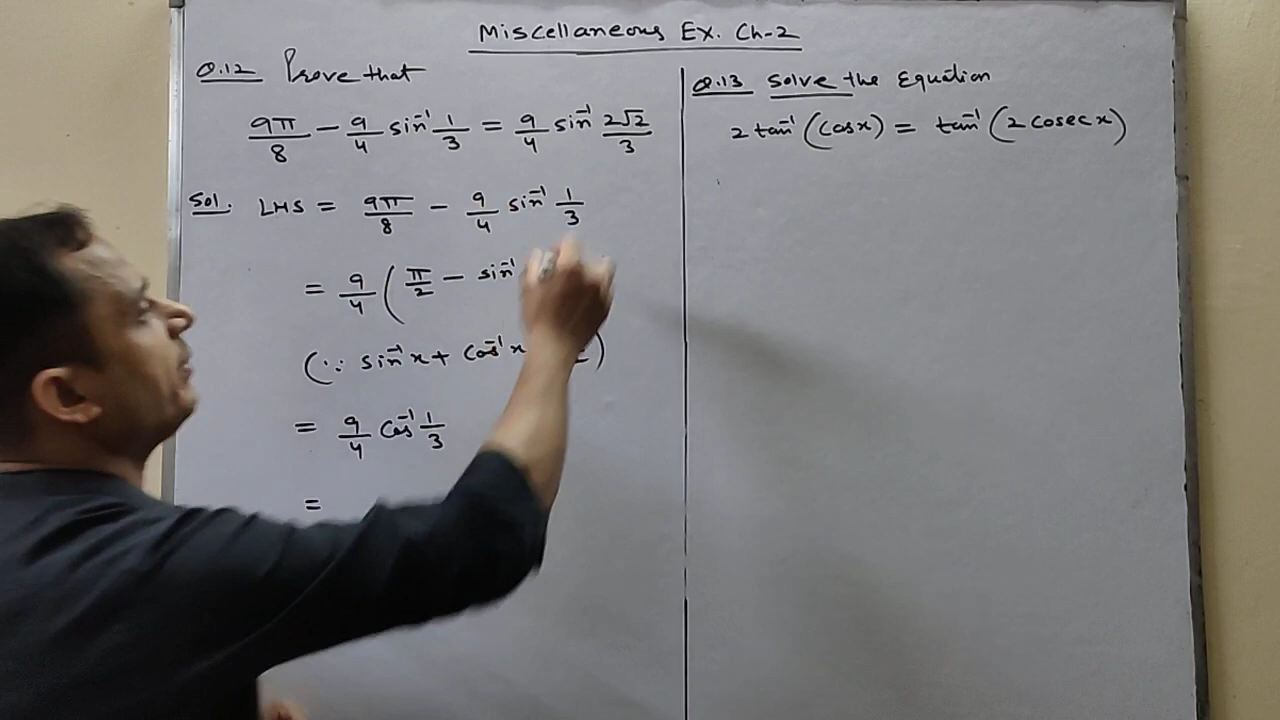 Miscellaneous Ex. Ch-2
Q.12 Prove that
9π/8 − 9/4 sin⁻¹ 1/3 = 9/4 sin⁻¹ 2√2/3
Sol. LHS = 9π/8 − 9/4 sin⁻¹ 1/3
= 9/4 ( π/2 − sin⁻¹
(∵ sin⁻¹x + cos⁻¹x )
= 9/4 cos⁻¹ 1/3
=
Q.13 Solve the Equation
2 tan⁻¹ (cosx) = tan⁻¹ (2 cosec x)